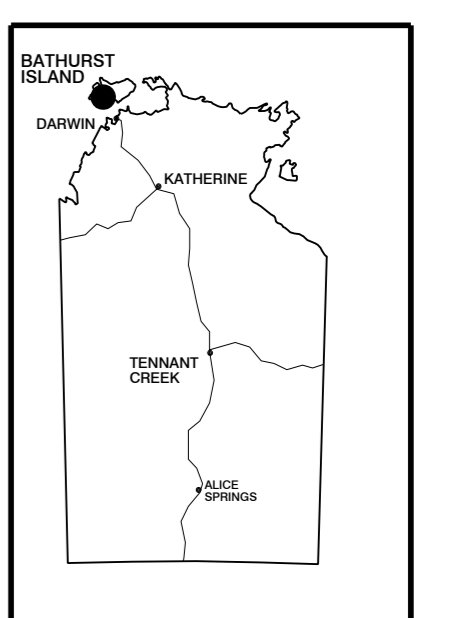 BATHURST
ISLAND
DARWIN
KATHERINE
TENNANT
CREEK
ALICE
SPRINGS